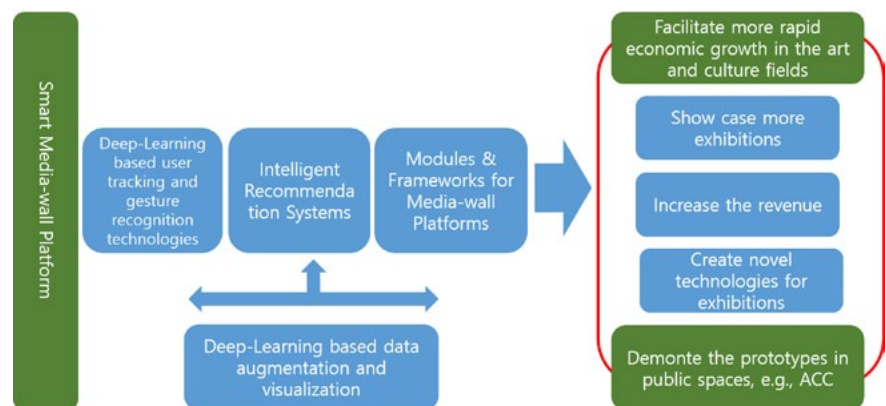 Smart Media-wall Platform
Deep-Learning
based user
tracking and
gesture
recognition
technologies
Intelligent
Recommenda
tion Systems
Modules &
Frameworks for
Media-wall
Platforms
Deep-Learning based data
augmentation and
visualization
Facilitate more rapid
economic growth in the art
and culture fields
Show case more
exhibitions
Increase the revenue
Create novel
technologies for
exhibitions
Demonte the prototypes in
public spaces, e.g., ACC